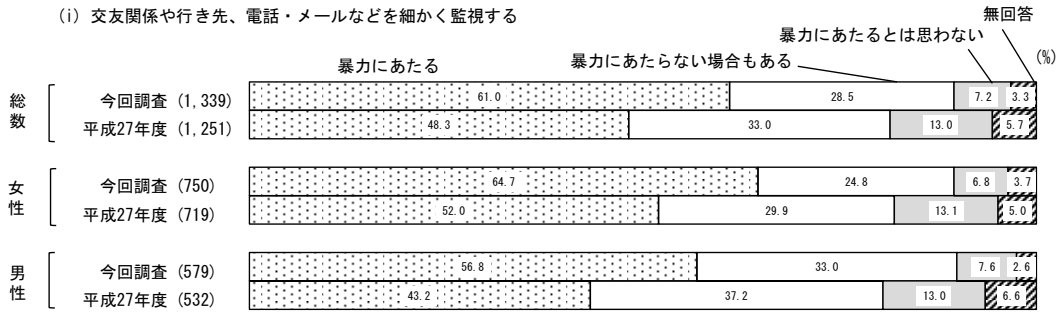 (i) 交友関係や行き先、電話・メールなどを細かく監視する
無回答
暴力にあたるとは思わない
暴力にあたる
暴力にあたらない場合もある
(%)
総数
今回調査 (1,339)
61.0 28.5 7.2 3.3
平成27年度 (1,251)
48.3 33.0 13.0 5.7
女性
今回調査 (750)
64.7 24.8 6.8 3.7
平成27年度 (719)
52.0 29.9 13.1 5.0
男性
今回調査 (579)
56.8 33.0 7.6 2.6
平成27年度 (532)
43.2 37.2 13.0 6.6